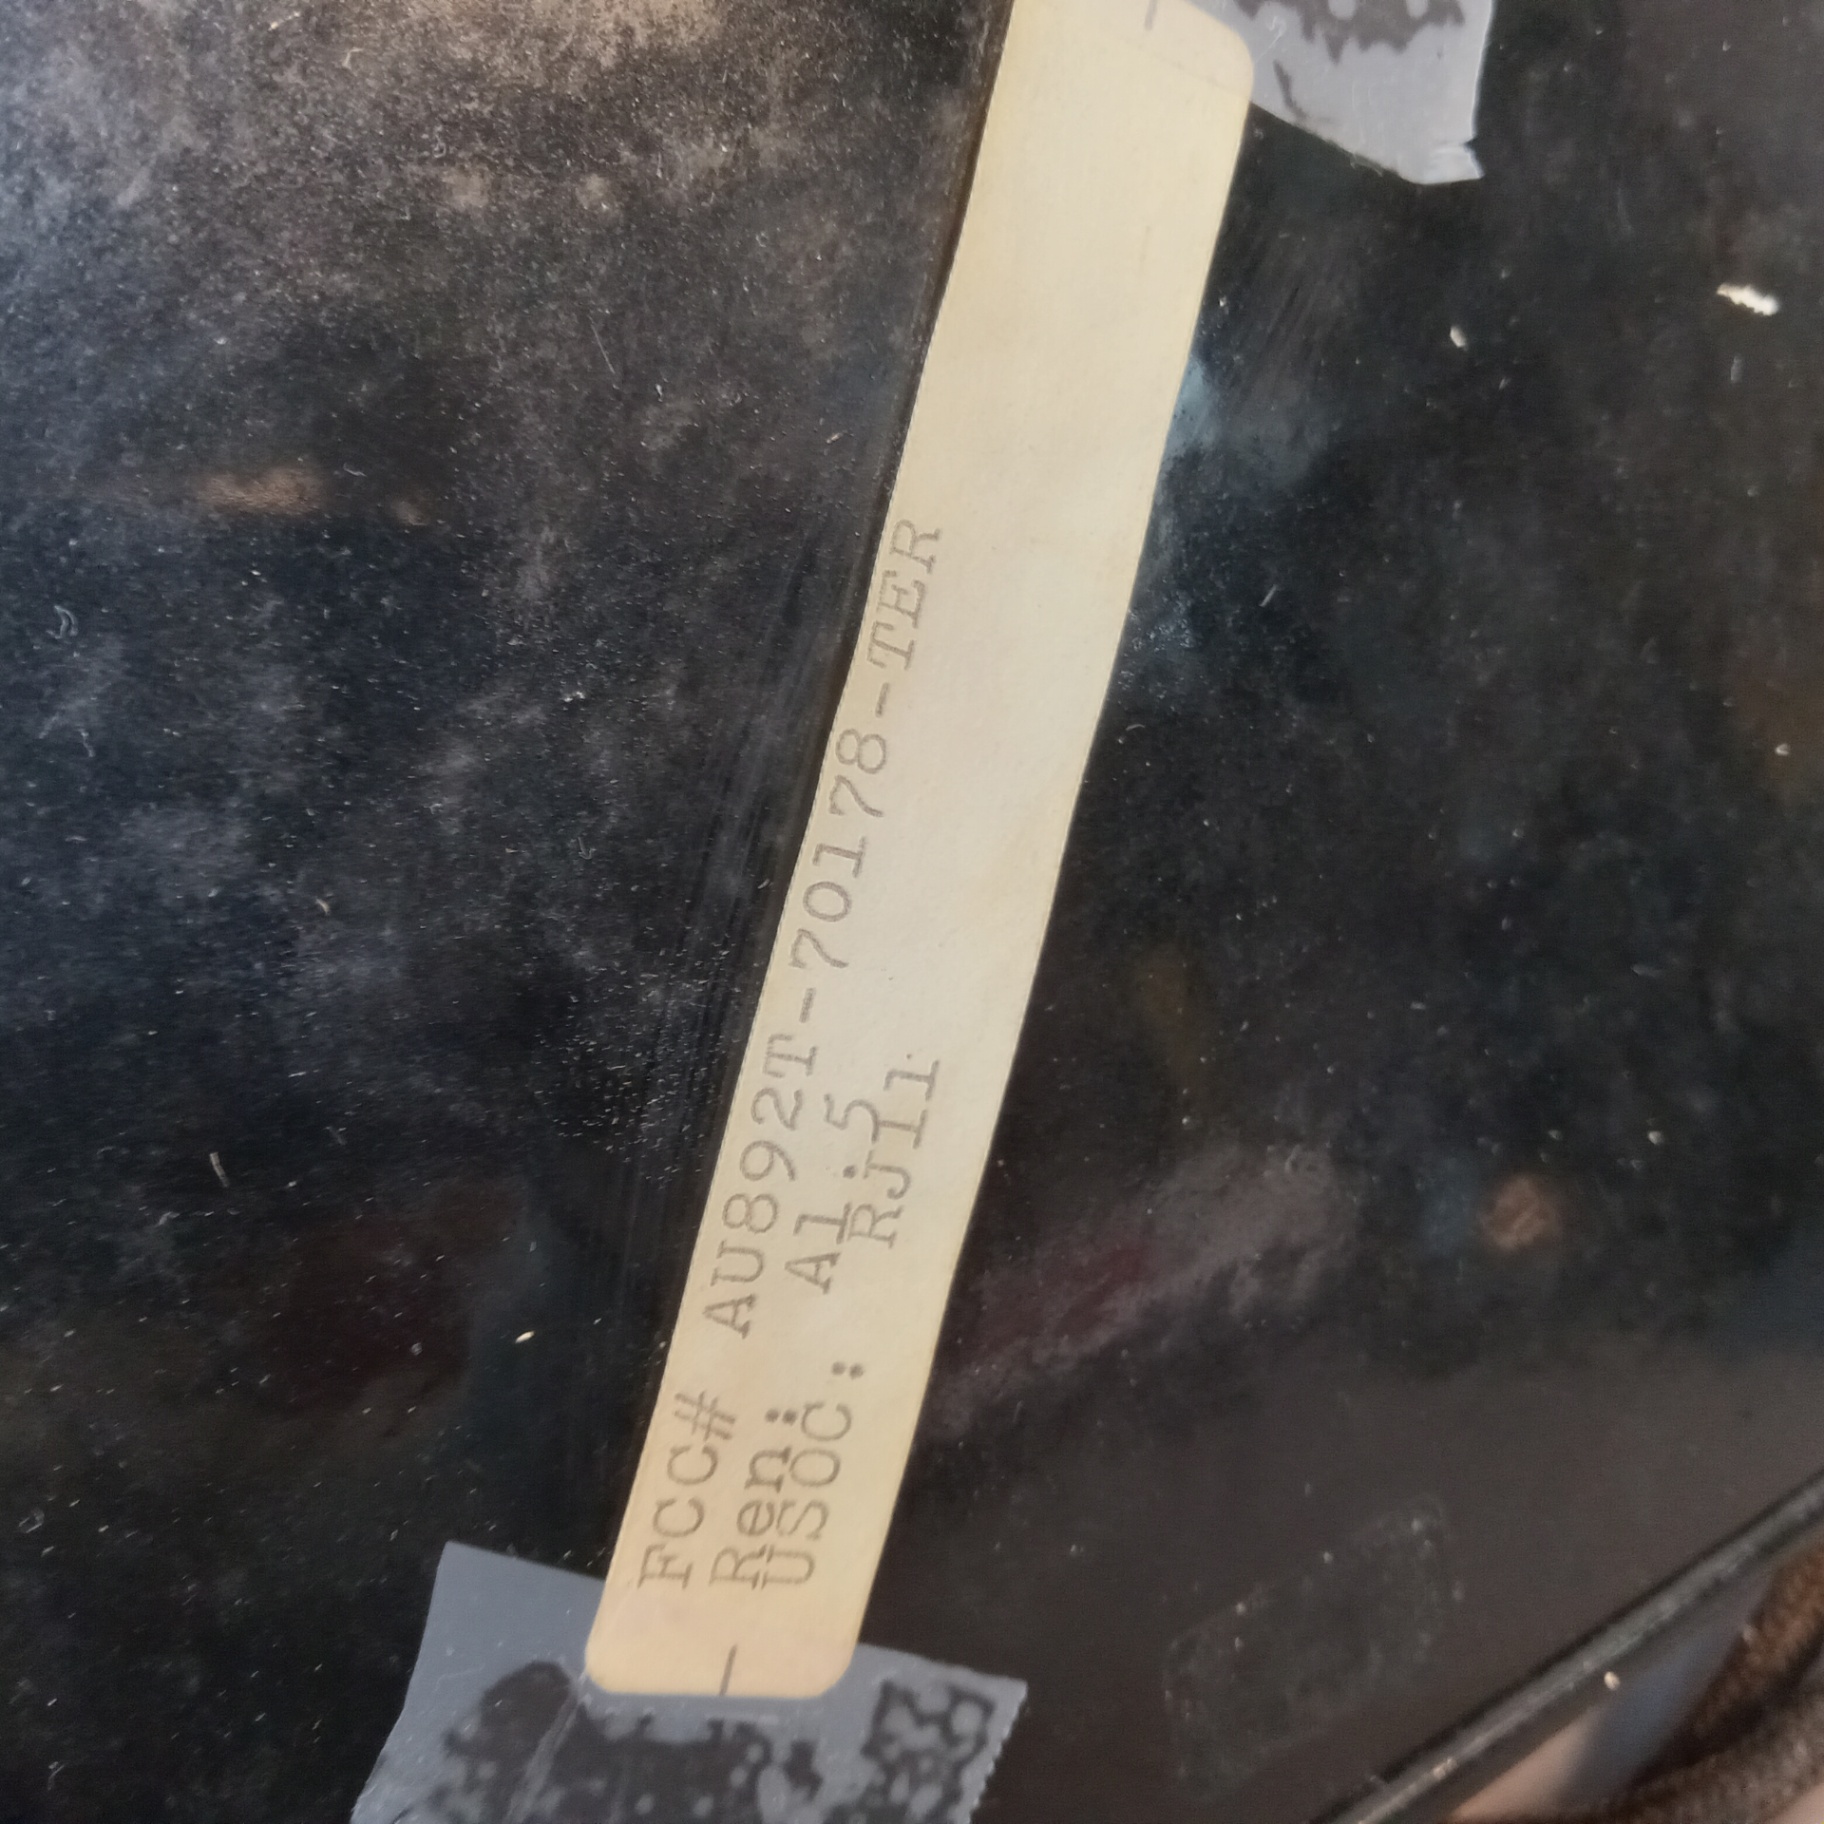 FCC# AU892T-70178-TER
Ren: A1.5
USOC: RJ11